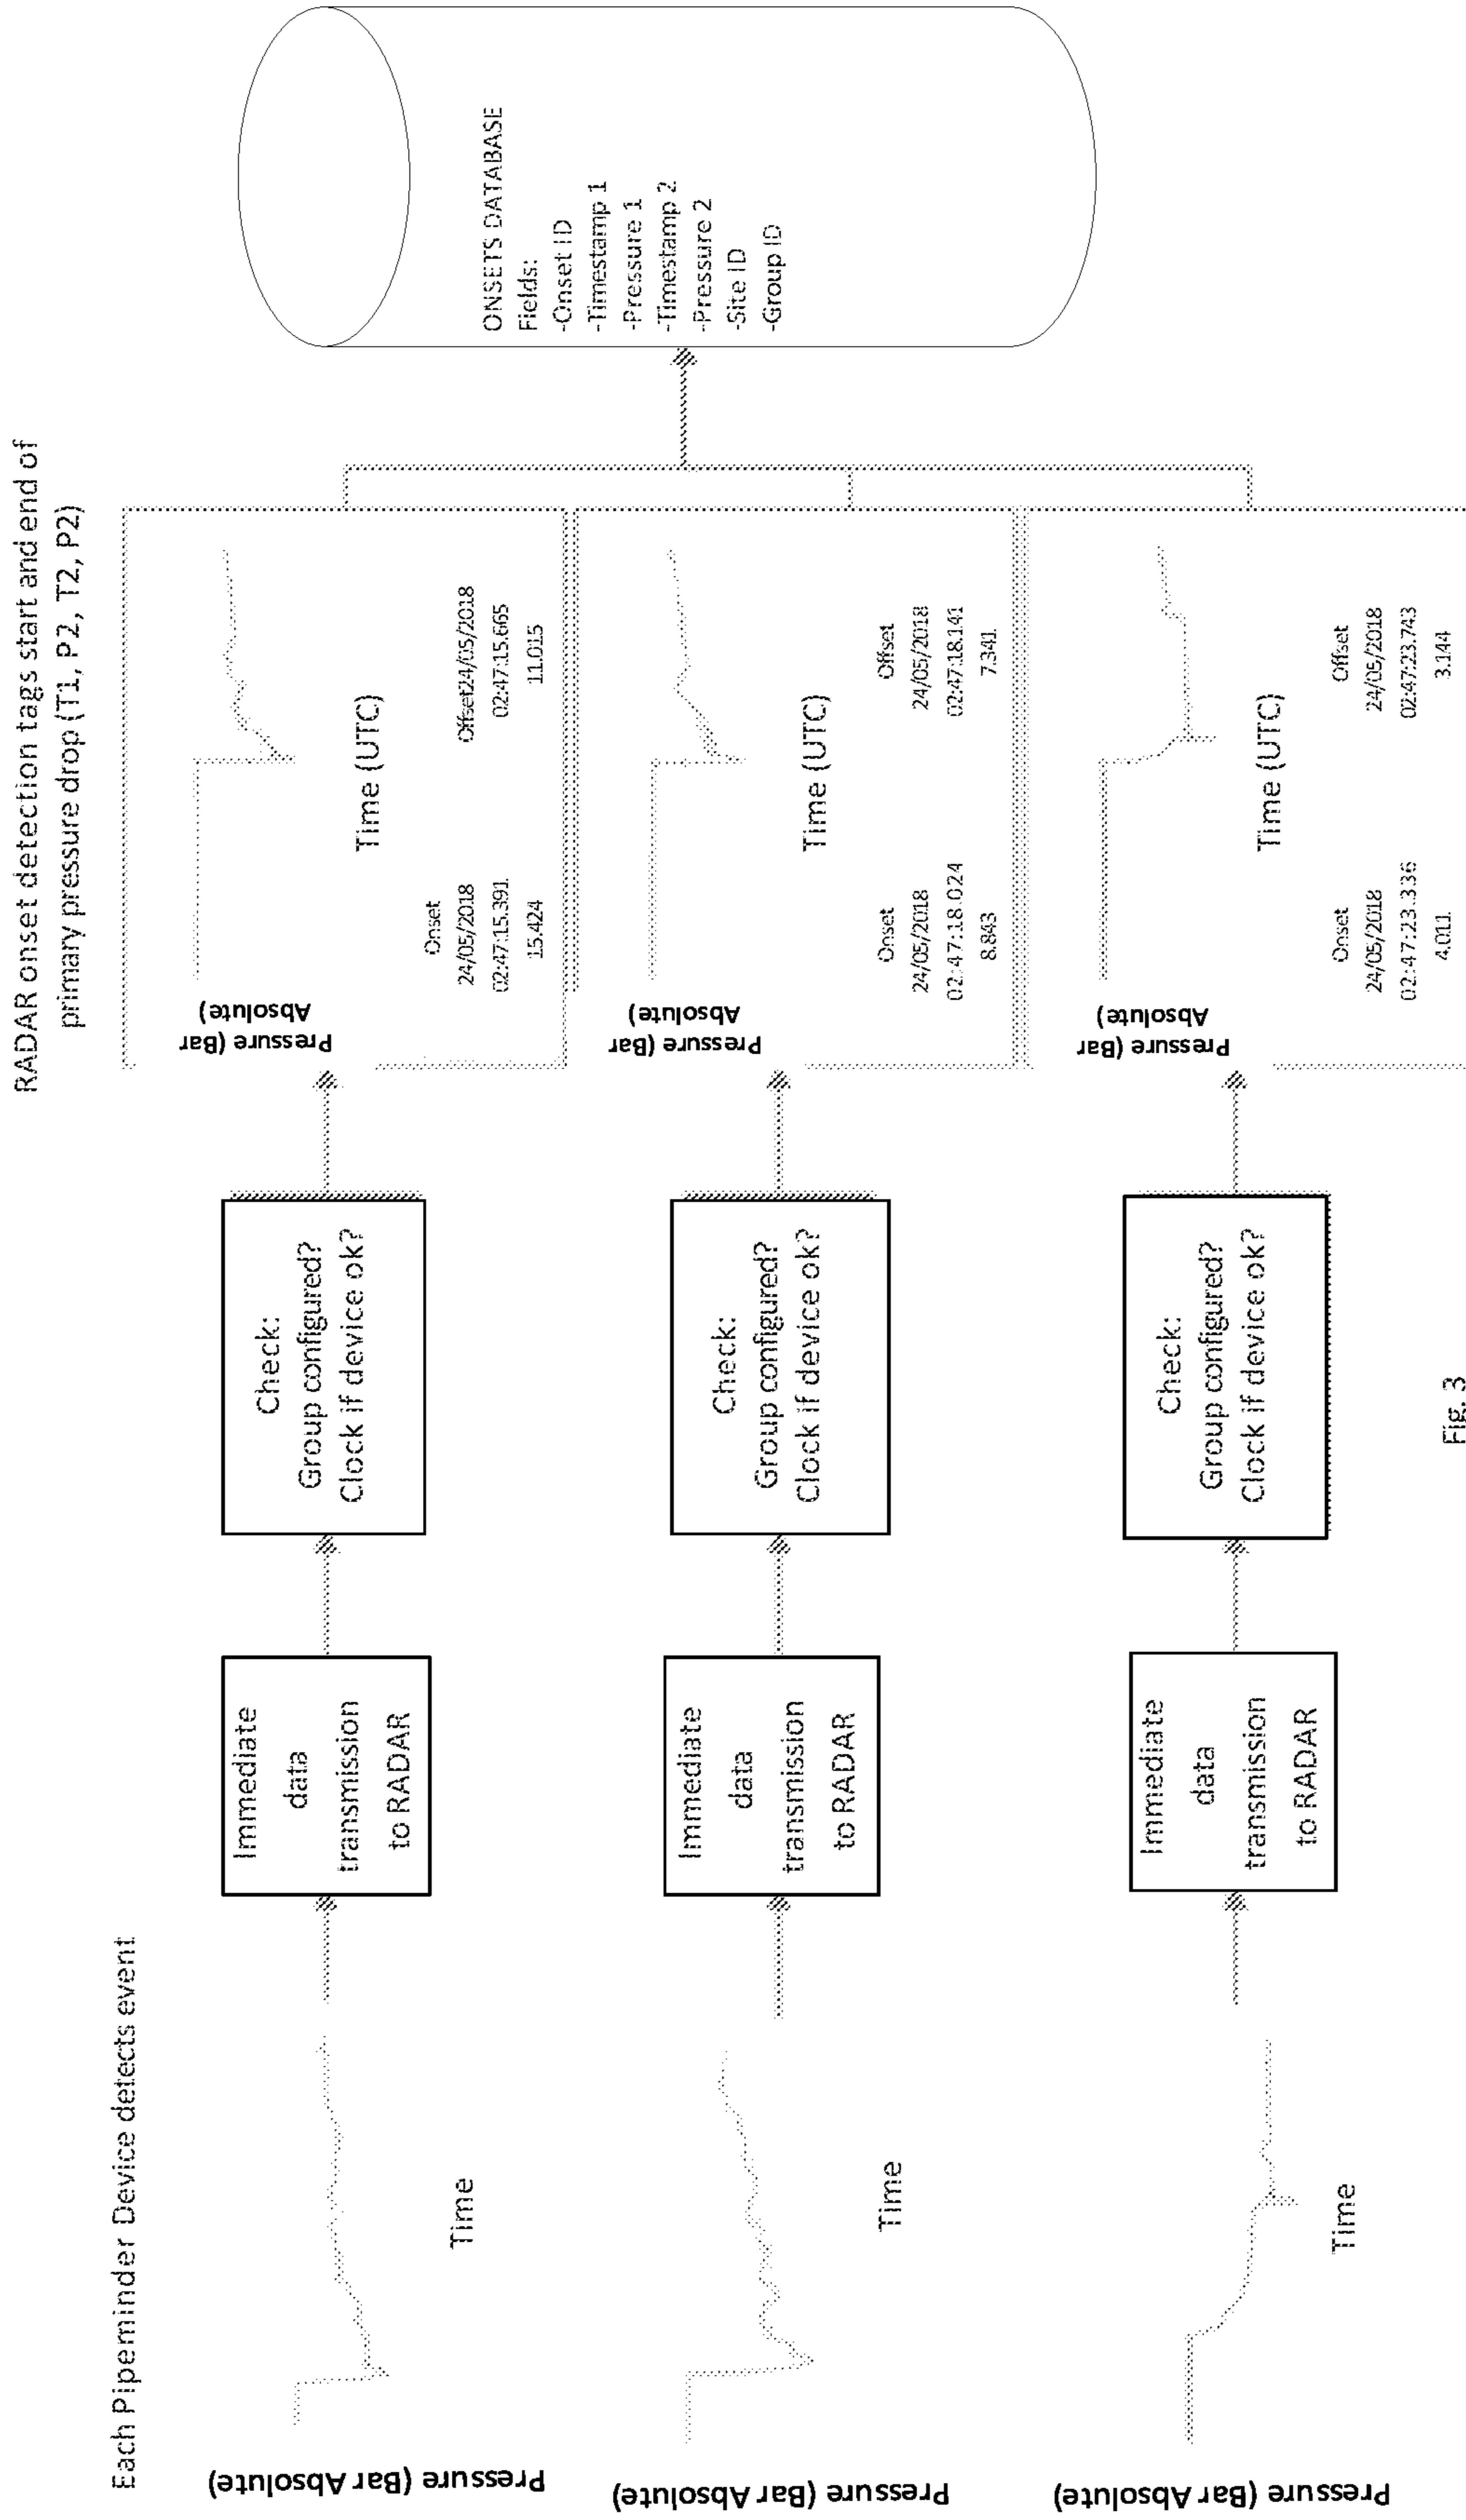 Each Pipeminder Device detects event
RADAR onset detection tags start and end of
primary pressure drop (T1, P2, T2, P2)
Pressure (Bar Absolute)
Time
Immediate
data
transmission
to RADAR
Check:
Group configured?
Clock if device ok?
Pressure (Bar
Absolute)
Time (UTC)
Onset
24/05/2018
02:47:15.391
15.424
Offset24/05/2018
02:47:15.665
11.015
Pressure (Bar Absolute)
Time
Immediate
data
transmission
to RADAR
Check:
Group configured?
Clock if device ok?
Pressure (Bar
Absolute)
Time (UTC)
Onset
24/05/2018
02:47:18.024
8.843
Offset
24/05/2018
02:47:18.141
7.341
Pressure (Bar Absolute)
Time
Immediate
data
transmission
to RADAR
Check:
Group configured?
Clock if device ok?
Pressure (Bar
Absolute)
Time (UTC)
Onset
24/05/2018
02:47:23.336
4.011
Offset
24/05/2018
02:47:23.743
3.144
ONSETS DATABASE
Fields:
-Onset ID
-Timestamp 1
-Pressure 1
-Timestamp 2
-Pressure 2
-Site ID
-Group ID
Fig. 3